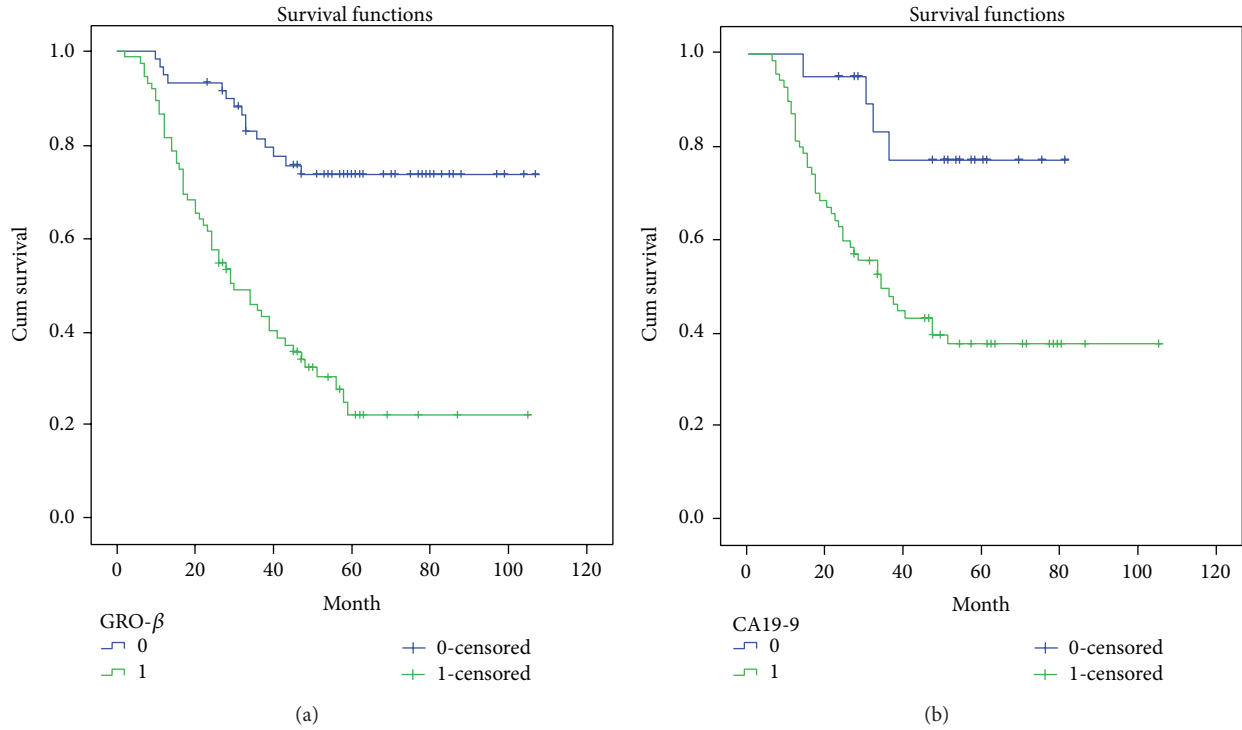 Survival functions
1.0
0.8
0.6
0.4
0.2
0.0
Cum survival
0 20 40 60 80 100 120
Month
GRO-β
0 0-censored
1 1-censored
(a)
Survival functions
1.0
0.8
0.6
0.4
0.2
0.0
Cum survival
0 20 40 60 80 100 120
Month
CA19-9
0 0-censored
1 1-censored
(b)